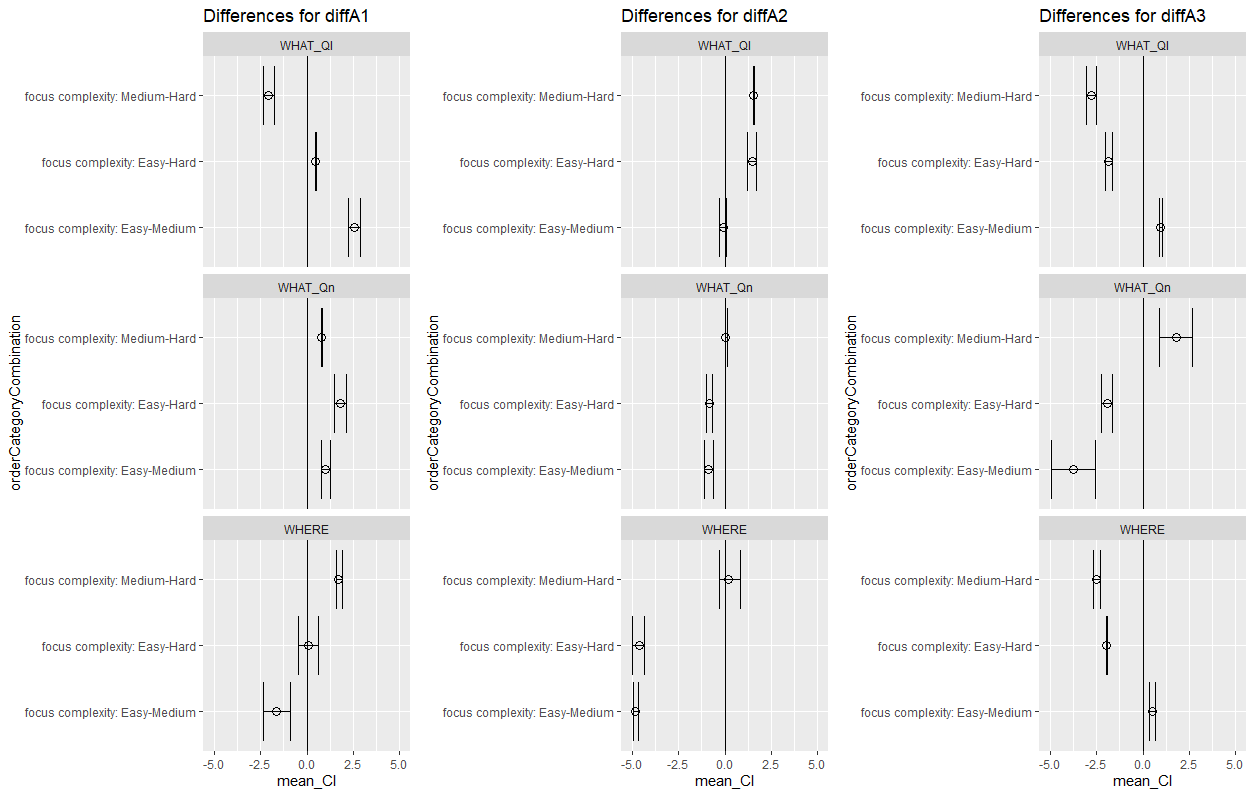 Differences for diffA1
WHAT_QI
focus complexity: Medium-Hard
focus complexity: Easy-Hard
focus complexity: Easy-Medium
WHAT_Qn
focus complexity: Medium-Hard
focus complexity: Easy-Hard
focus complexity: Easy-Medium
WHERE
focus complexity: Medium-Hard
focus complexity: Easy-Hard
focus complexity: Easy-Medium
orderCategoryCombination
-5.0 -2.5 0.0 2.5 5.0
mean_CI
Differences for diffA2
WHAT_QI
focus complexity: Medium-Hard
focus complexity: Easy-Hard
focus complexity: Easy-Medium
WHAT_Qn
focus complexity: Medium-Hard
focus complexity: Easy-Hard
focus complexity: Easy-Medium
WHERE
focus complexity: Medium-Hard
focus complexity: Easy-Hard
focus complexity: Easy-Medium
orderCategoryCombination
-5.0 -2.5 0.0 2.5 5.0
mean_CI
Differences for diffA3
WHAT_QI
focus complexity: Medium-Hard
focus complexity: Easy-Hard
focus complexity: Easy-Medium
WHAT_Qn
focus complexity: Medium-Hard
focus complexity: Easy-Hard
focus complexity: Easy-Medium
WHERE
focus complexity: Medium-Hard
focus complexity: Easy-Hard
focus complexity: Easy-Medium
orderCategoryCombination
-5.0 -2.5 0.0 2.5 5.0
mean_CI